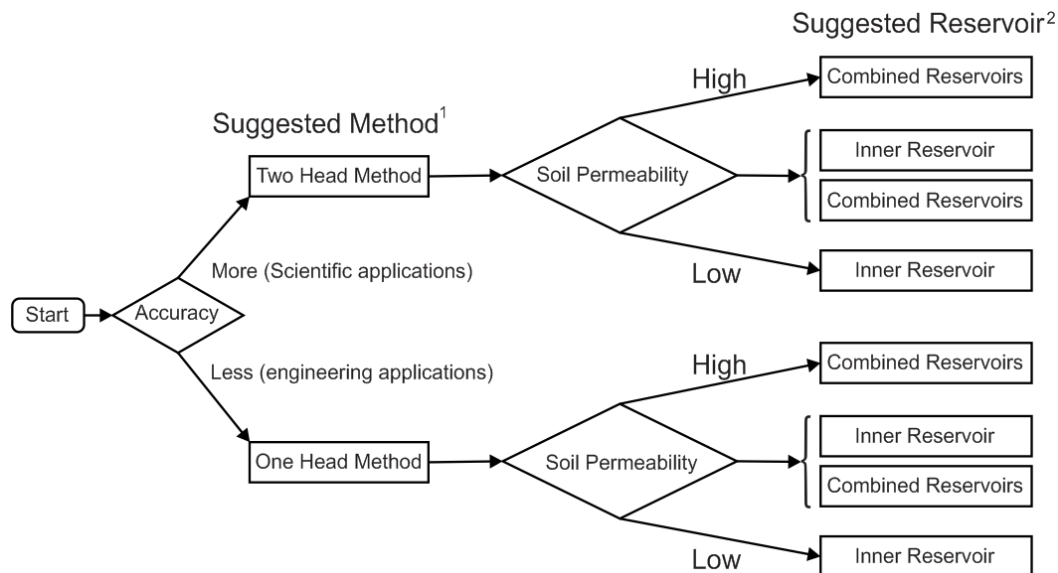 Suggested Reservoir²
High
Combined Reservoirs
Suggested Method¹
Inner Reservoir
Two Head Method
Soil Permeability
Combined Reservoirs
More (Scientific applications)
Low
Inner Reservoir
Start
Accuracy
Less (engineering applications)
High
Combined Reservoirs
Inner Reservoir
One Head Method
Soil Permeability
Combined Reservoirs
Low
Inner Reservoir